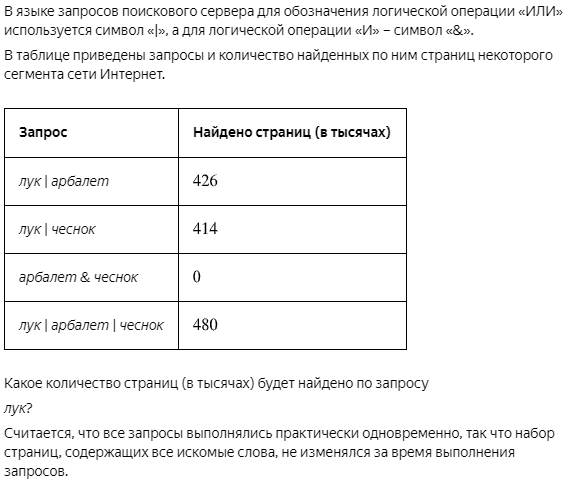 В языке запросов поискового сервера для обозначения логической операции «ИЛИ»
используется символ «|», а для логической операции «И» – символ «&».
В таблице приведены запросы и количество найденных по ним страниц некоторого
сегмента сети Интернет.
Запрос Найдено страниц (в тысячах)
лук | арбалет 426
лук | чеснок 414
арбалет & чеснок 0
лук | арбалет | чеснок 480
Какое количество страниц (в тысячах) будет найдено по запросу
лук?
Считается, что все запросы выполнялись практически одновременно, так что набор
страниц, содержащих все искомые слова, не изменялся за время выполнения
запросов.